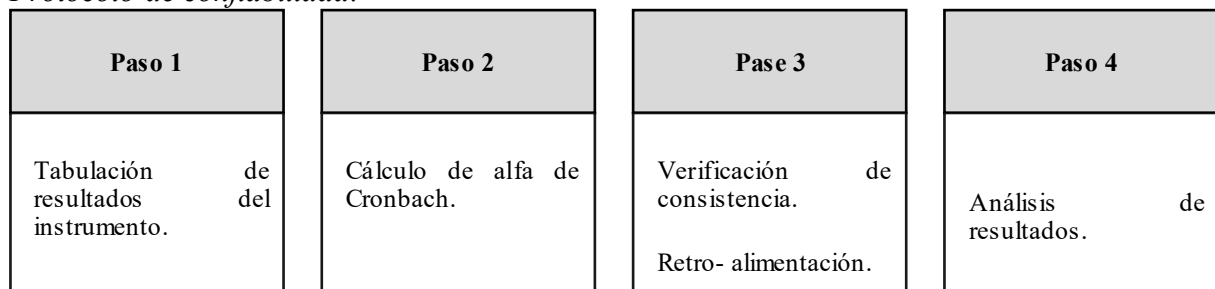 Protocolo de confiabilidad.
Paso 1
Tabulación de
resultados del
instrumento.
Paso 2
Cálculo de alfa de
Cronbach.
Pase 3
Verificación de
consistencia.
Retro- alimentación.
Paso 4
Análisis de
resultados.